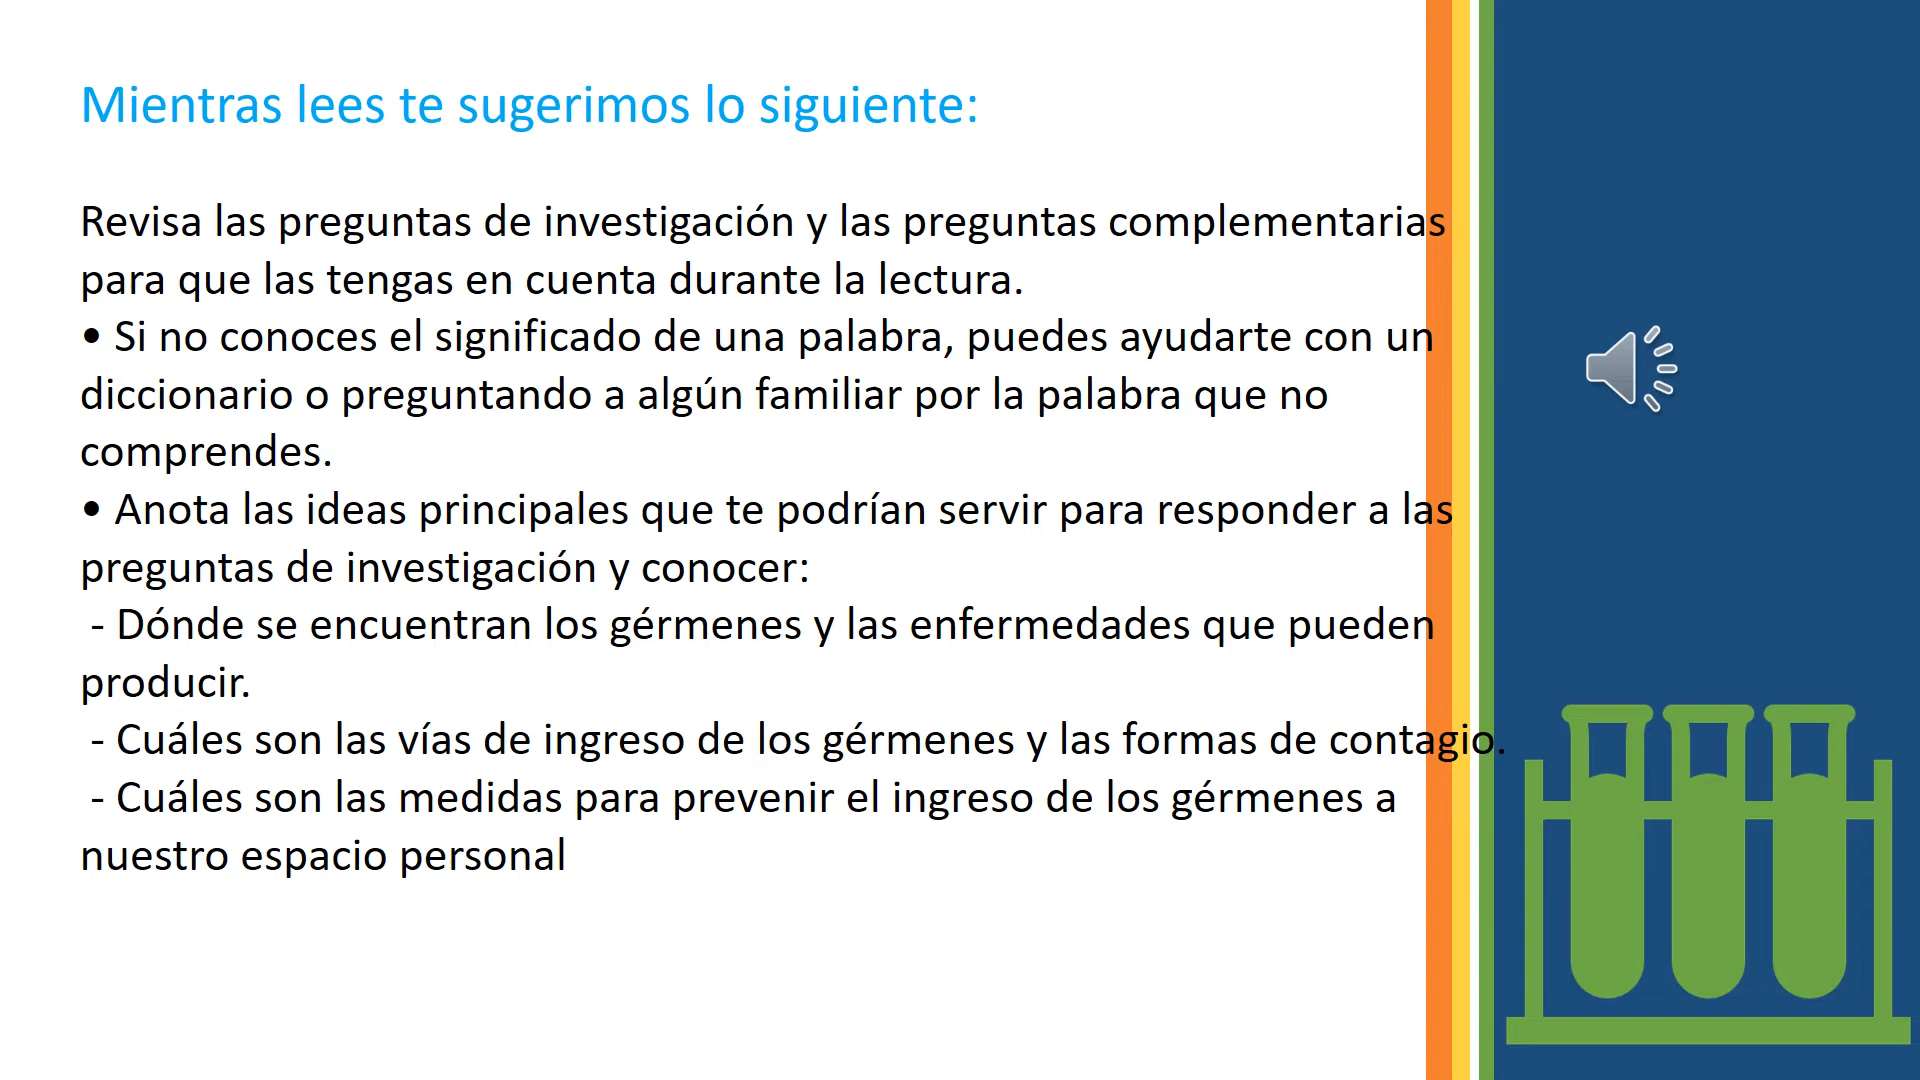 Mientras lees te sugerimos lo siguiente:
Revisa las preguntas de investigación y las preguntas complementarias
para que las tengas en cuenta durante la lectura.
• Si no conoces el significado de una palabra, puedes ayudarte con un
diccionario o preguntando a algún familiar por la palabra que no
comprendes.
• Anota las ideas principales que te podrían servir para responder a las
preguntas de investigación y conocer:
- Dónde se encuentran los gérmenes y las enfermedades que pueden
producir.
- Cuáles son las vías de ingreso de los gérmenes y las formas de contagio.
- Cuáles son las medidas para prevenir el ingreso de los gérmenes a
nuestro espacio personal